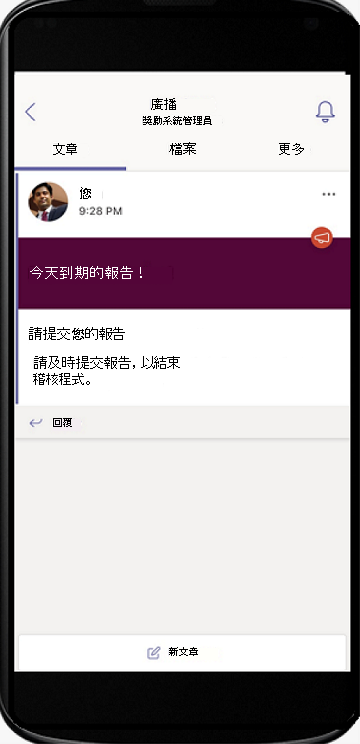 廣播
獎勵系統管理員
文章 檔案 更多
您
9:28 PM
今天到期的報告！
請提交您的報告
請及時提交報告，以結束
稽核程式。
回覆
新文章